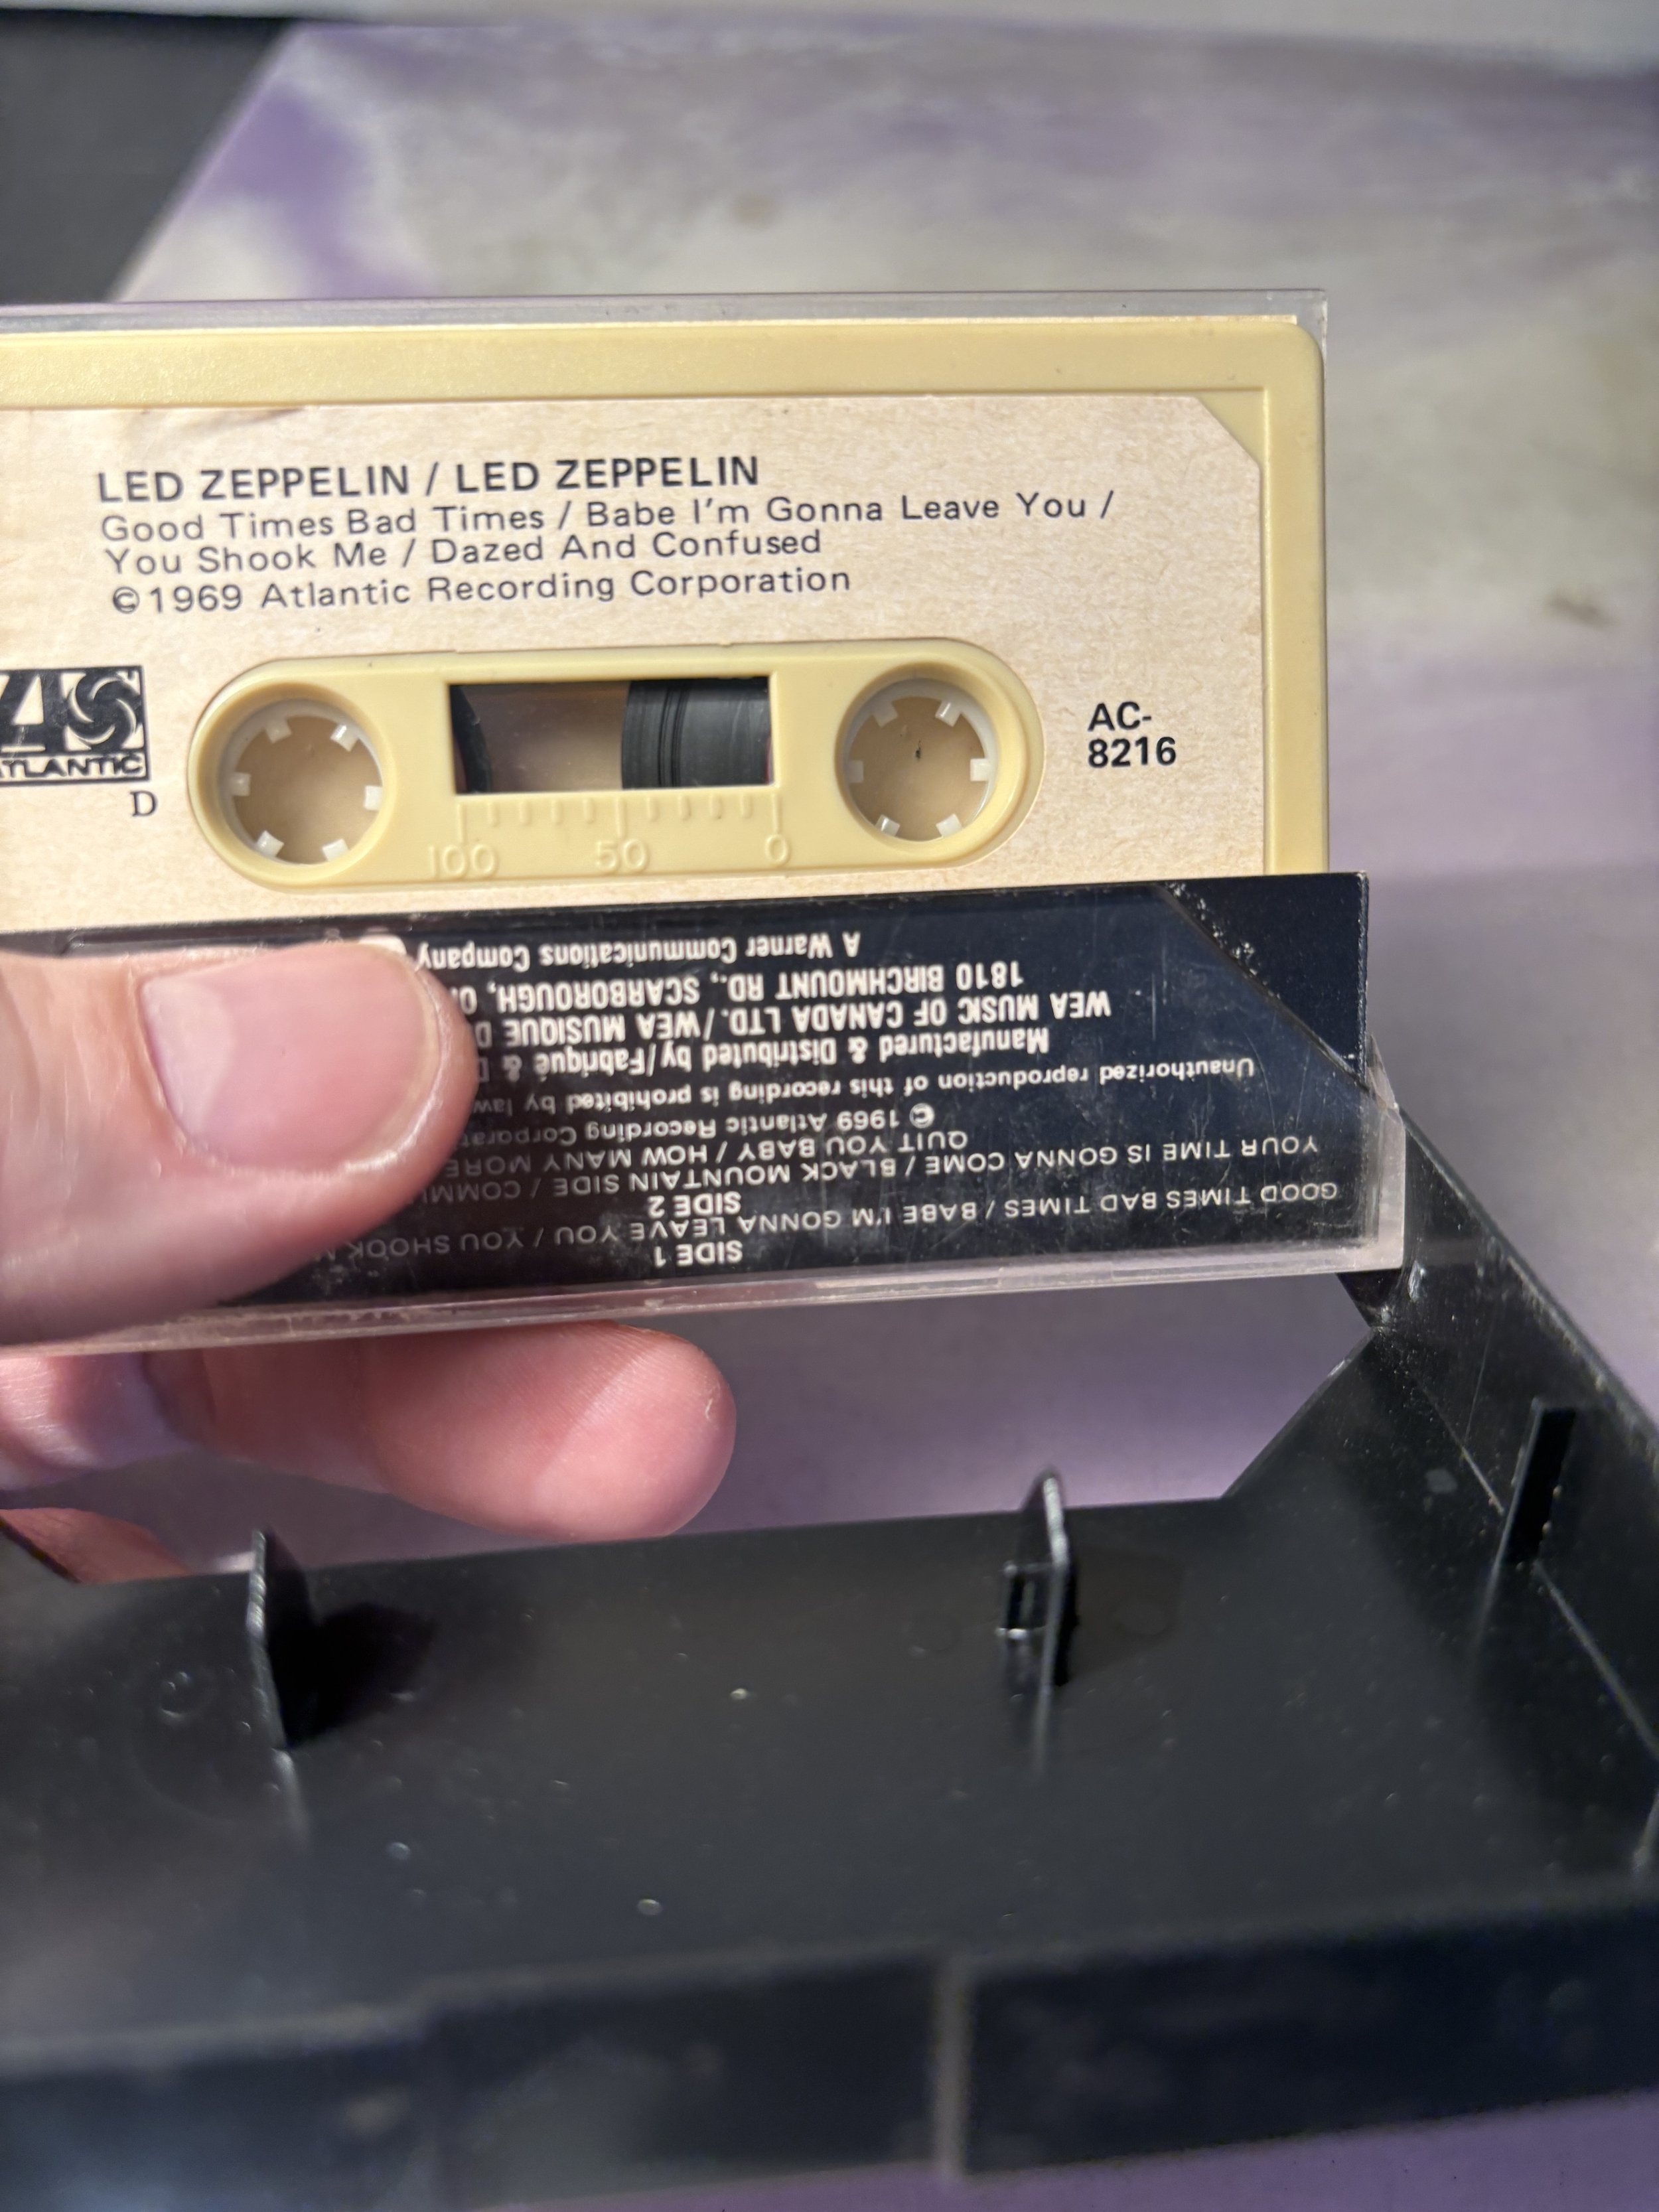 LED ZEPPELIN / LED ZEPPELIN
Good Times Bad Times / Babe I'm Gonna Leave You /
You Shook Me / Dazed And Confused
©1969 Atlantic Recording Corporation
ATLANTIC
D
AC-
8216
100 50 0
SIDE 1
GOOD TIMES BAD TIMES / BABE I'M GONNA LEAVE YOU / YOU SHOOK
SIDE 2
YOUR TIME IS GONNA COME / BLACK MOUNTAIN SIDE /
QUIT YOU BABY / HOW MANY MORE
© 1969 Atlantic Recording
Unauthorized reproduction of this recording is prohibited by law
Manufactured & Distributed by/Fabriqué &
WEA MUSIC OF CANADA LTD./WEA MUSIQUE
1810 BIRCHMOUNT RD., SCARBOROUGH,
A Warner Communications Company